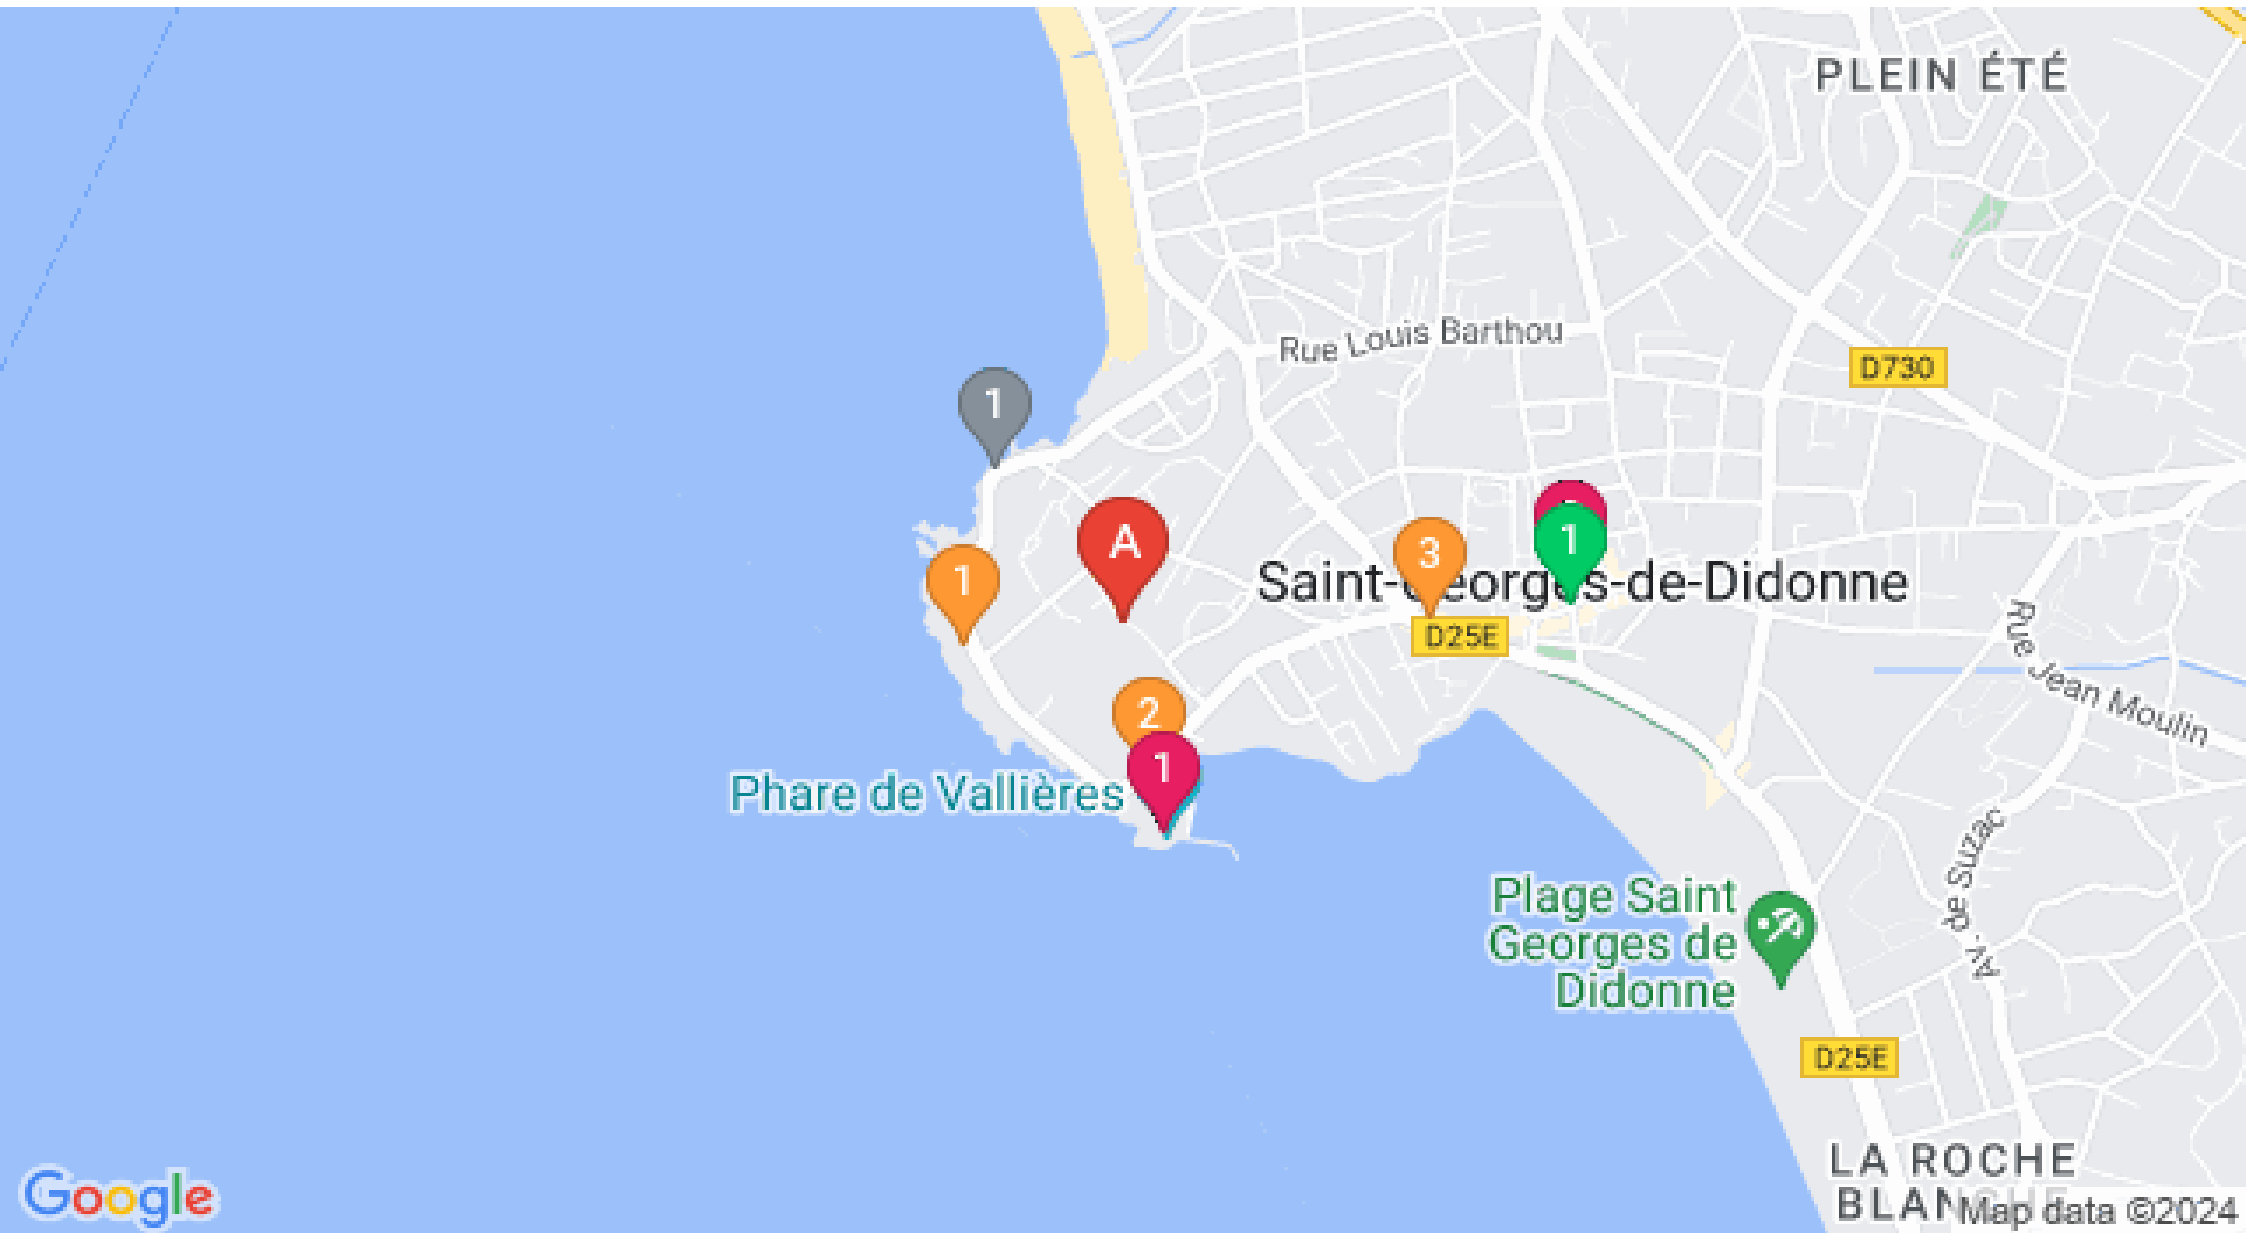 PLEIN ÉTÉ
Rue Louis Barthou
D730
1
A
1
3
1
Saint-Georges-de-Didonne
D25E
Rue Jean Moulin
2
1
Phare de Vallières
Av. de Suzac
Plage Saint
Georges de
Didonne
D25E
LA ROCHE
BLANCHE
Google
Map data ©2024